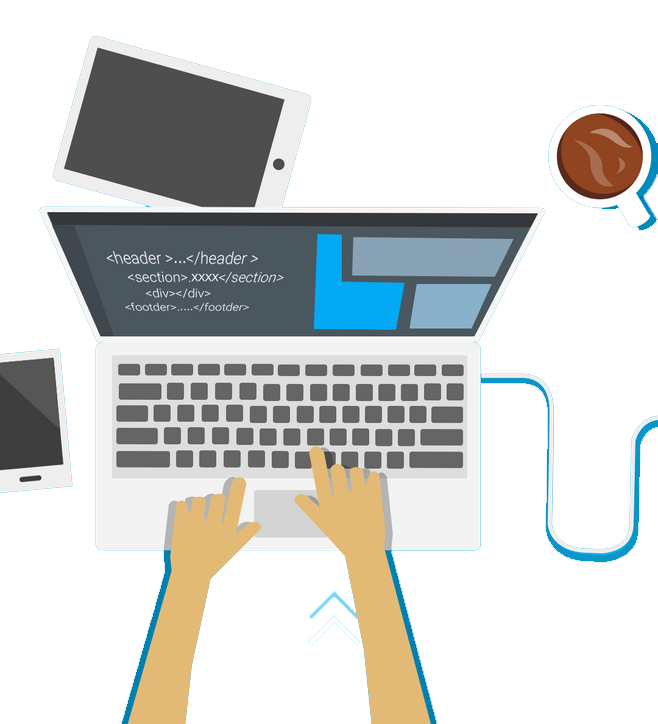 <header >...</header >
<section>.xxxx</section>
<div></div>
<footder>.....</footder>